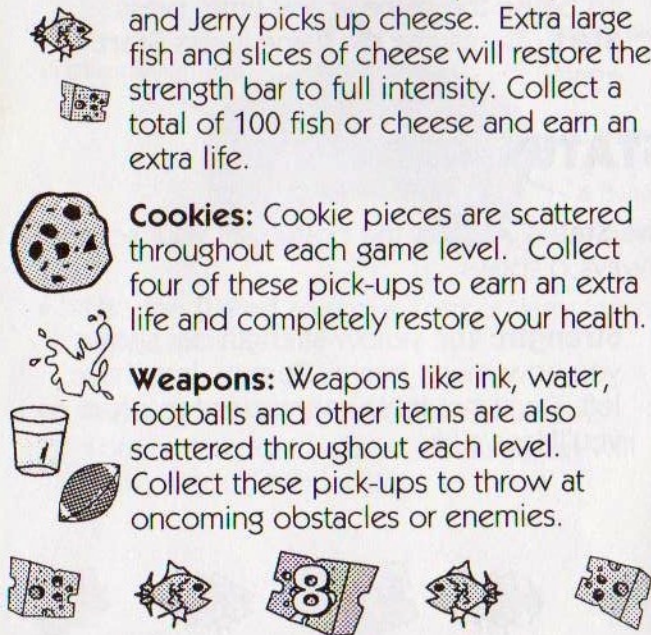 and Jerry picks up cheese. Extra large
fish and slices of cheese will restore the
strength bar to full intensity. Collect a
total of 100 fish or cheese and earn an
extra life.
Cookies: Cookie pieces are scattered
throughout each game level. Collect
four of these pick-ups to earn an extra
life and completely restore your health.
Weapons: Weapons like ink, water,
footballs and other items are also
scattered throughout each level.
Collect these pick-ups to throw at
oncoming obstacles or enemies.